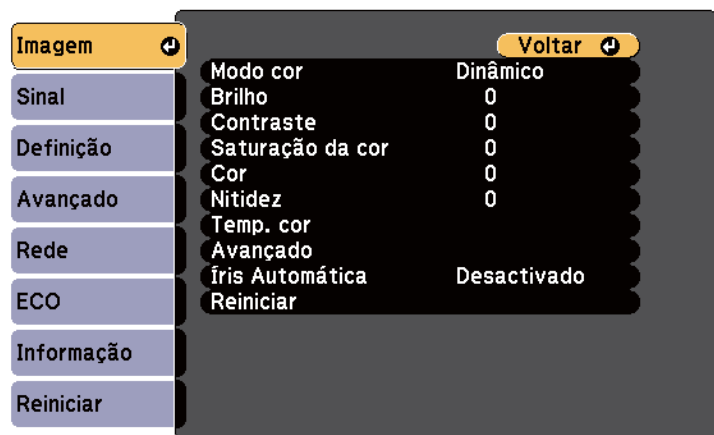 Imagem
Sinal
Definição
Avançado
Rede
ECO
Informação
Reiniciar
Voltar
Modo cor Dinâmico
Brilho 0
Contraste 0
Saturação da cor 0
Cor 0
Nitidez 0
Temp. cor
Avançado
Íris Automática Desactivado
Reiniciar